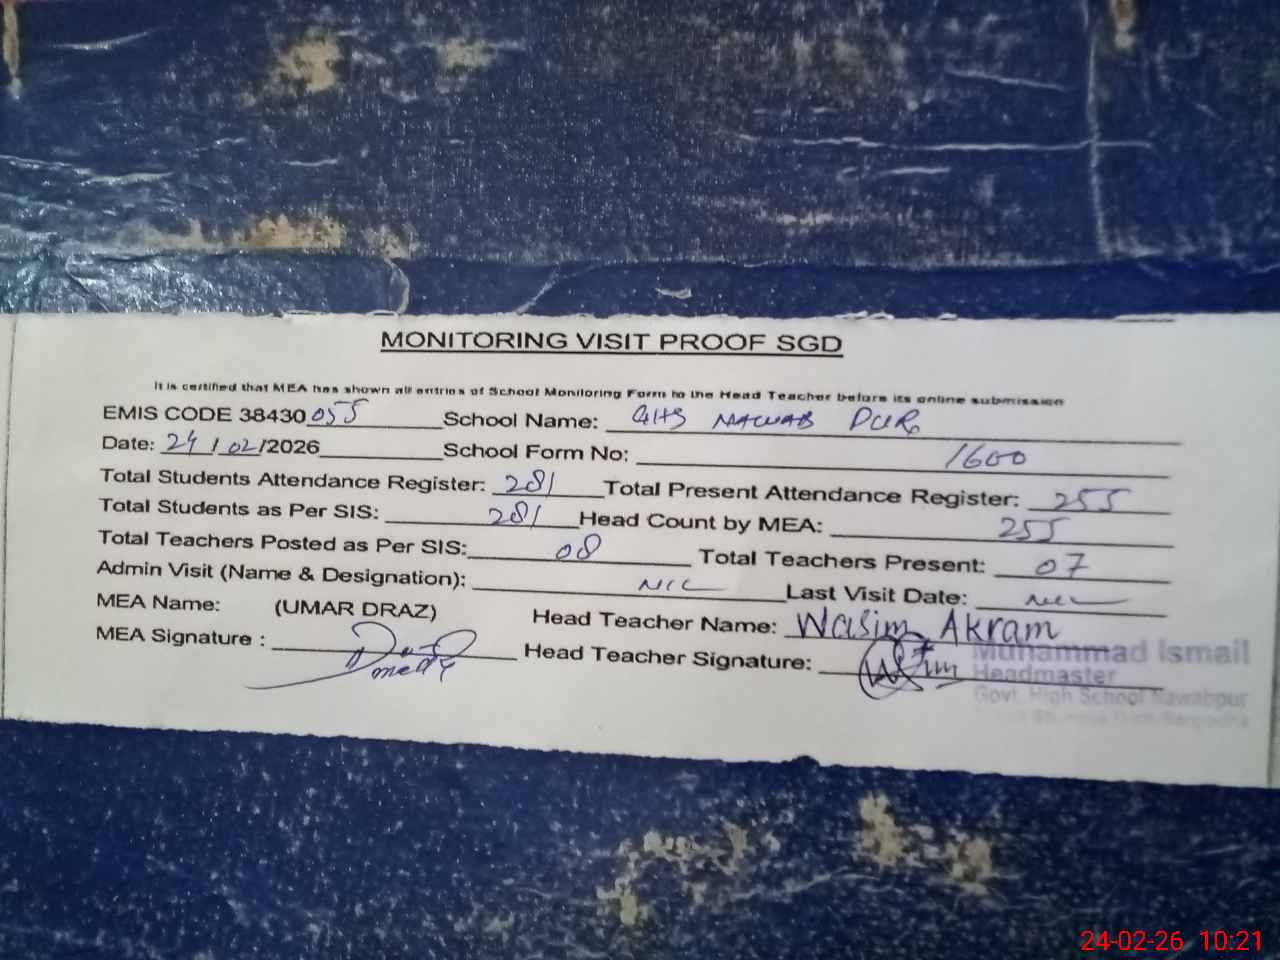 MONITORING VISIT PROOF SGD
It is certified that MEA has shown all entries of School Monitoring Form to the Head Teacher before its online submission
EMIS CODE 38430055 School Name: GHS NAWAB PUR
Date: 24/02/2026 School Form No: 1600
Total Students Attendance Register: 281 Total Present Attendance Register: 255
Total Students as Per SIS: 281 Head Count by MEA: 255
Total Teachers Posted as Per SIS: 08 Total Teachers Present: 07
Admin Visit (Name & Designation): NIL Last Visit Date: NIL
MEA Name: (UMAR DRAZ) Head Teacher Name: Wasim Akram
MEA Signature : Head Teacher Signature:
Muhammad Ismail
Headmaster
Govt. High School Nawabpur
24-02-26 10:21